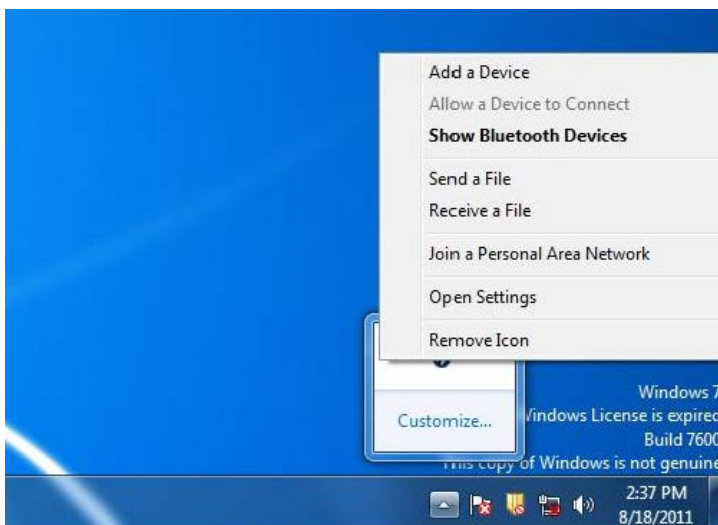 Add a Device
Allow a Device to Connect
Show Bluetooth Devices
Send a File
Receive a File
Join a Personal Area Network
Open Settings
Remove Icon
Customize...
Windows 7
Windows License is expired
Build 7600
This copy of Windows is not genuine
2:37 PM
8/18/2011